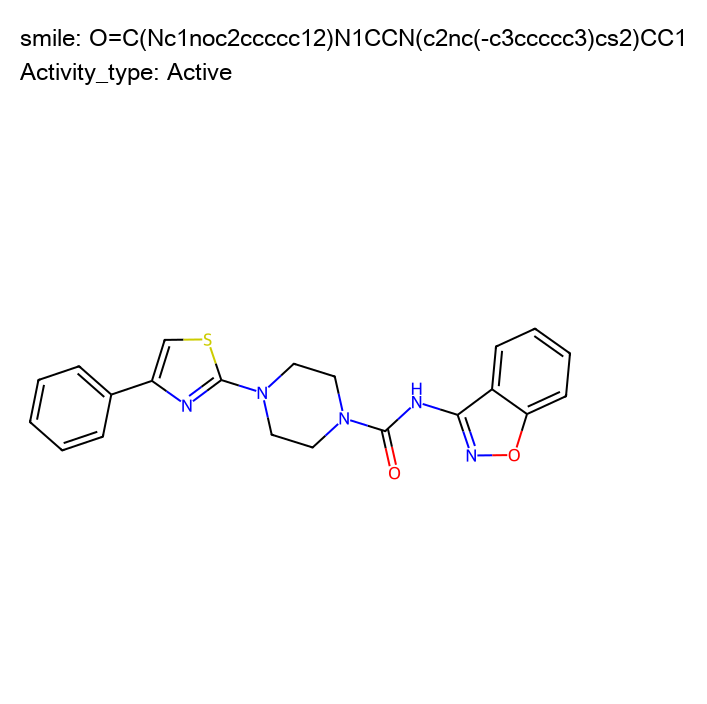 smile: O=C(Nc1noc2ccccc12)N1CCN(c2nc(-c3ccccc3)cs2)CC1
Activity_type: Active
S
N
N
N
H
N
O
N
O